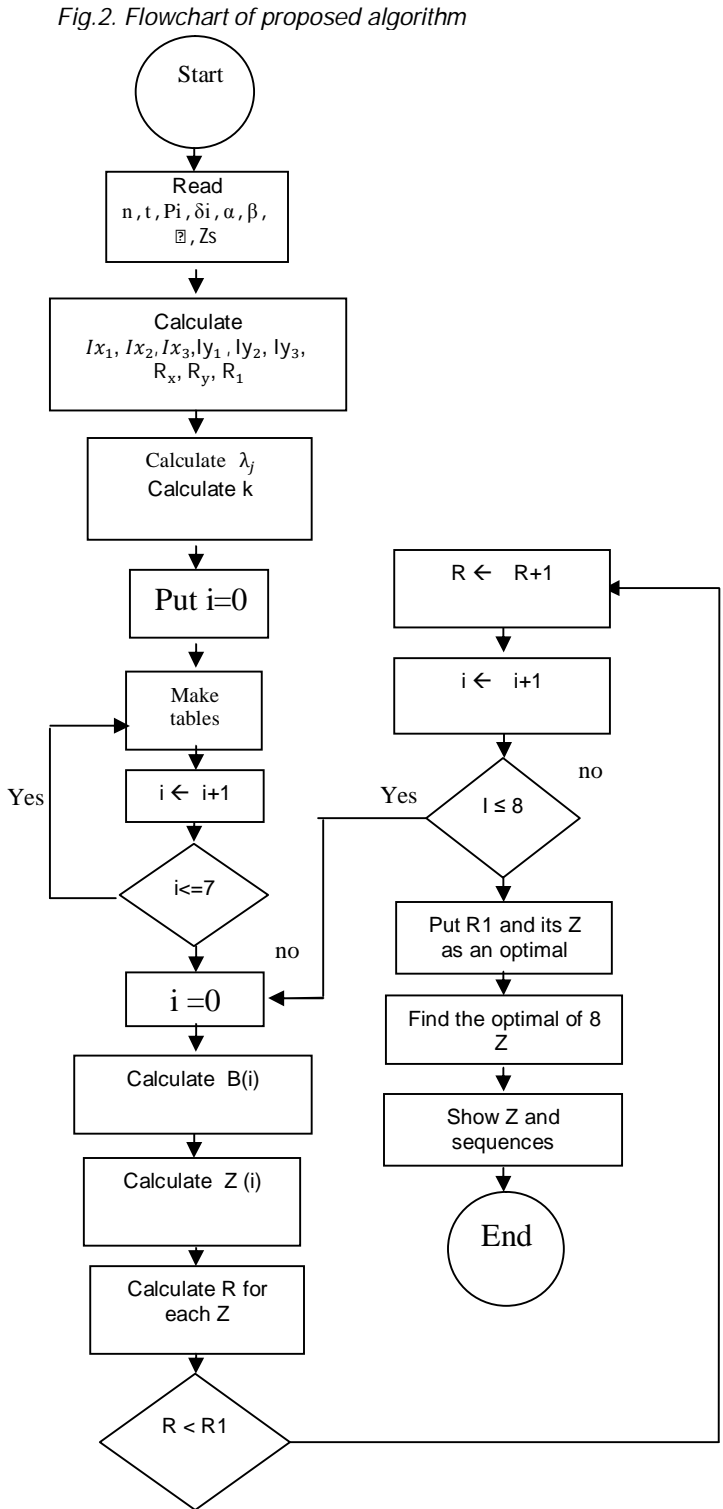 Fig.2. Flowchart of proposed algorithm
Start
Read
n , t , Pi , δi , α , β ,
⍰ , Zs
Calculate
Ix₁, Ix₂, Ix₃, Iy₁ , Iy₂, Iy₃,
Rₓ, Rᵧ, R₁
Calculate λⱼ
Calculate k
Put i=0
Make
tables
i ← i+1
Yes
i<=7
no
i =0
Calculate B(i)
Calculate Z (i)
Calculate R for
each Z
R < R1
R ← R+1
i ← i+1
Yes
I ≤ 8
no
Put R1 and its Z
as an optimal
Find the optimal of 8
Z
Show Z and
sequences
End